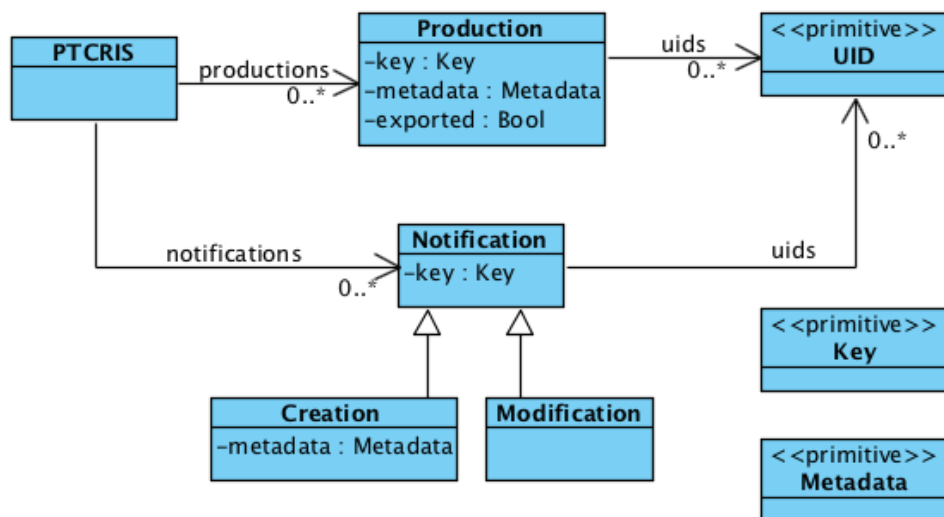 PTCRIS
productions
0..*
Production
–key : Key
–metadata : Metadata
–exported : Bool
uids
0..*
<<primitive>>
UID
0..*
notifications
0..*
Notification
–key : Key
uids
<<primitive>>
Key
Creation
–metadata : Metadata
Modification
<<primitive>>
Metadata